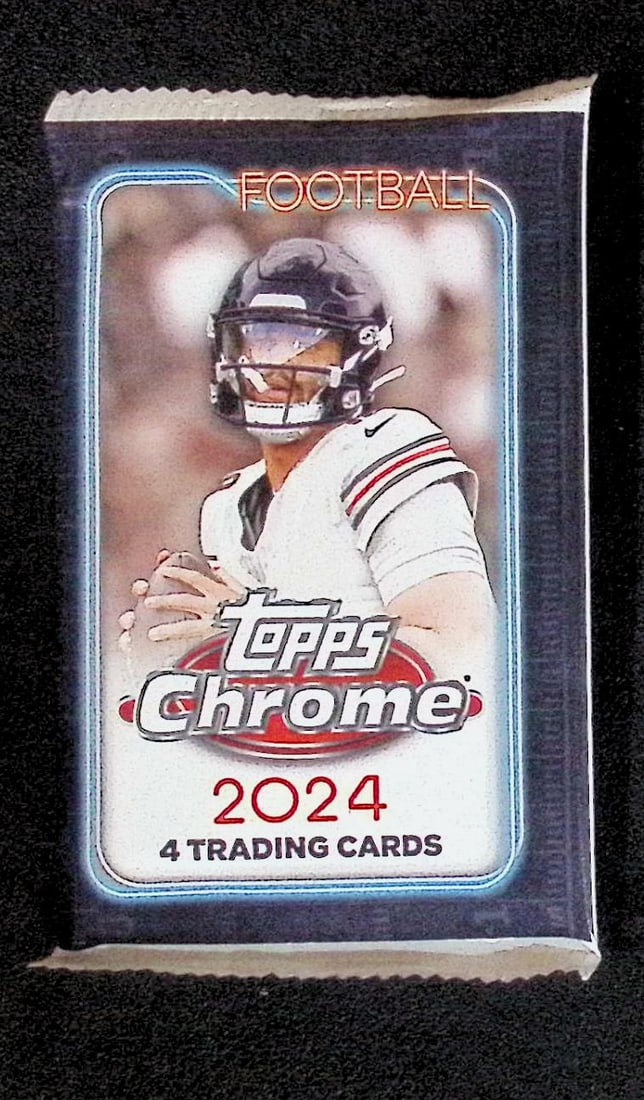 FOOTBALL
topps
Chrome
2024
4 TRADING CARDS